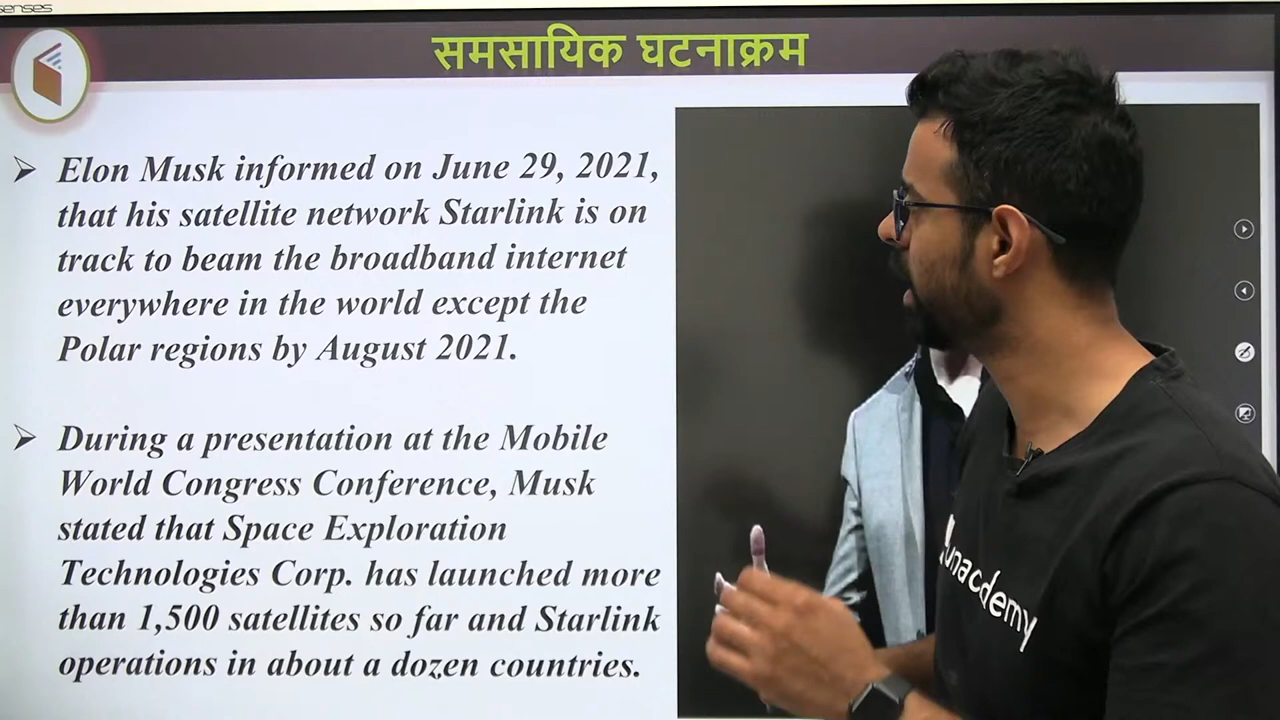 senses
समसायिक घटनाक्रम
Elon Musk informed on June 29, 2021,
that his satellite network Starlink is on
track to beam the broadband internet
everywhere in the world except the
Polar regions by August 2021.
During a presentation at the Mobile
World Congress Conference, Musk
stated that Space Exploration
Technologies Corp. has launched more
than 1,500 satellites so far and Starlink
operations in about a dozen countries.
unacdemy